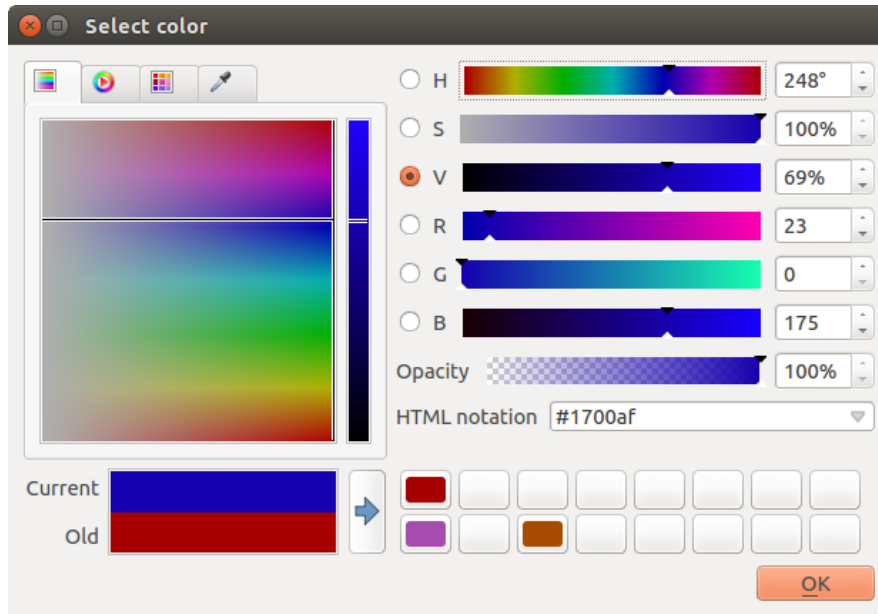 Select color
H 248°
S 100%
V 69%
R 23
G 0
B 175
Opacity 100%
HTML notation #1700af
Current
Old
OK